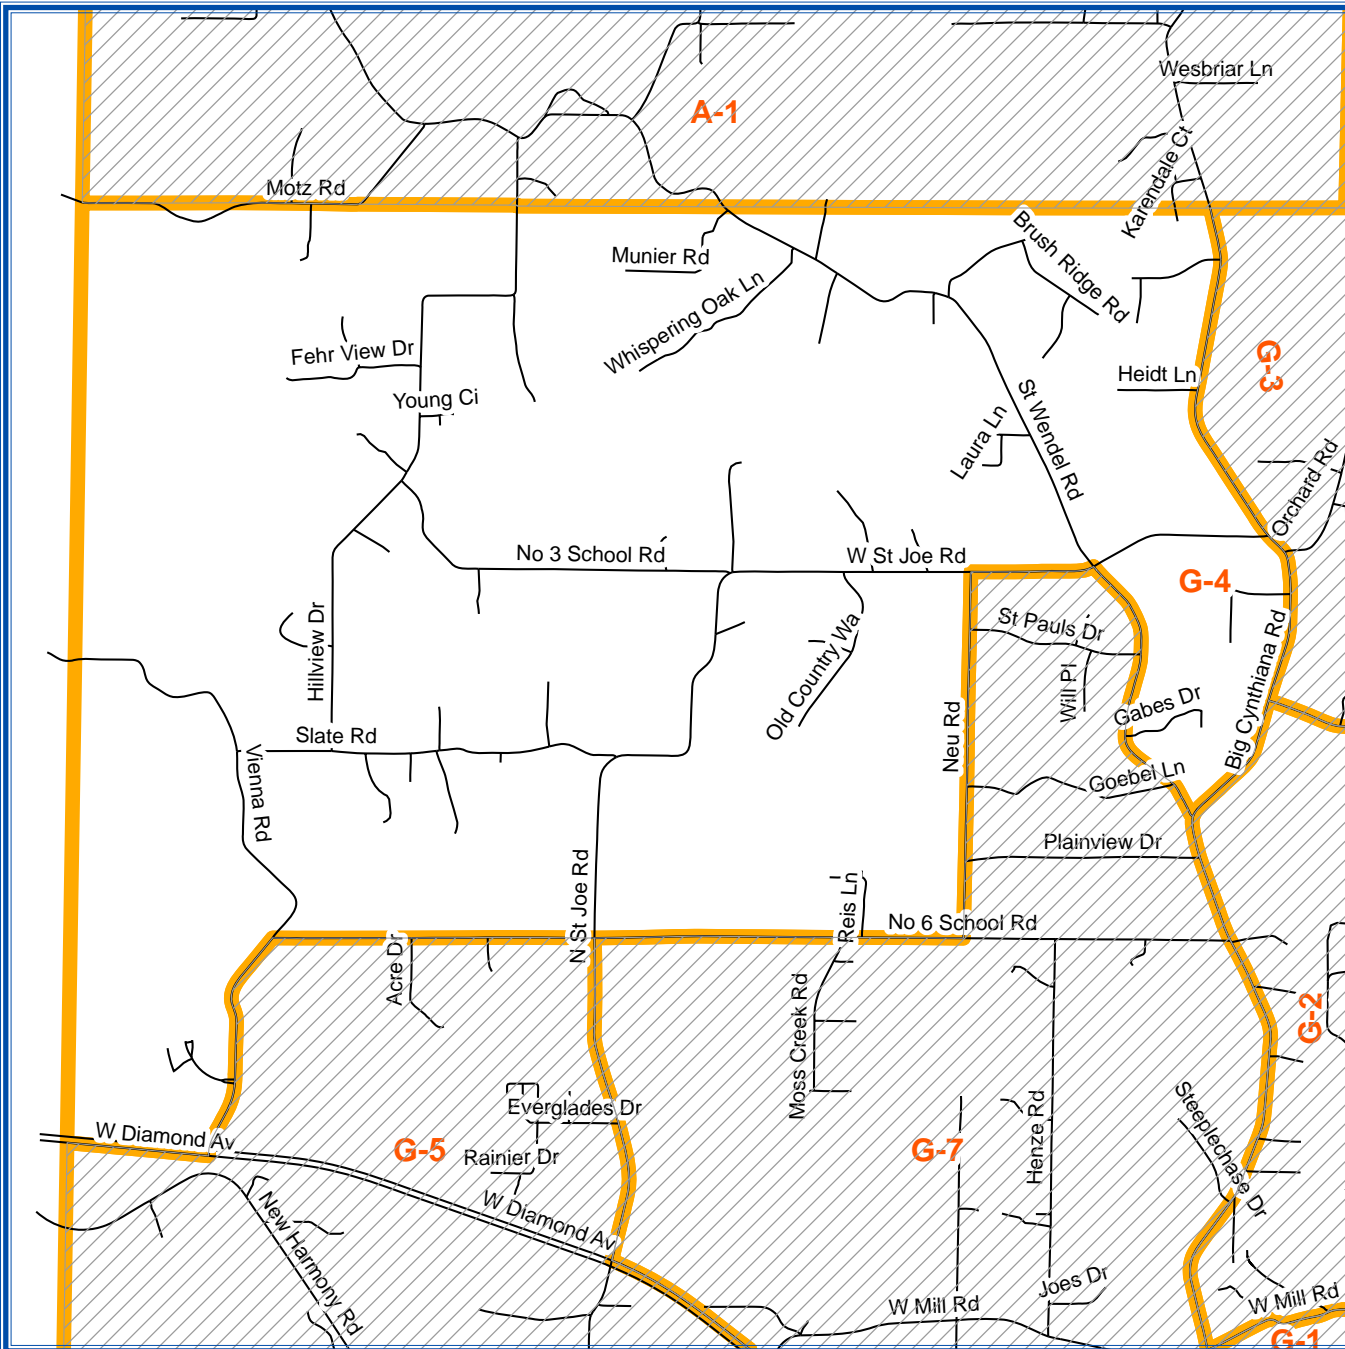 Wesbriar Ln
A-1
Karendale Ct
Motz Rd
Brush Ridge Rd
Munier Rd
Whispering Oak Ln
Fehr View Dr
Heidt Ln
G-3
Young Ci
St Wendel Rd
Laura Ln
Orchard Rd
No 3 School Rd
W St Joe Rd
G-4
Hillview Dr
St Pauls Dr
Old Country Wa
Will Pl
Big Cynthiana Rd
Gabes Dr
Neu Rd
Slate Rd
Vienna Rd
Goebel Ln
Plainview Dr
N St Joe Rd
Reis Ln
No 6 School Rd
Acre Dr
Moss Creek Rd
G-2
Everglades Dr
Henze Rd
Steeplechase Dr
W Diamond Av
G-5
Rainier Dr
G-7
W Diamond Av
New Harmony Rd
Joes Dr
W Mill Rd
W Mill Rd
G-1